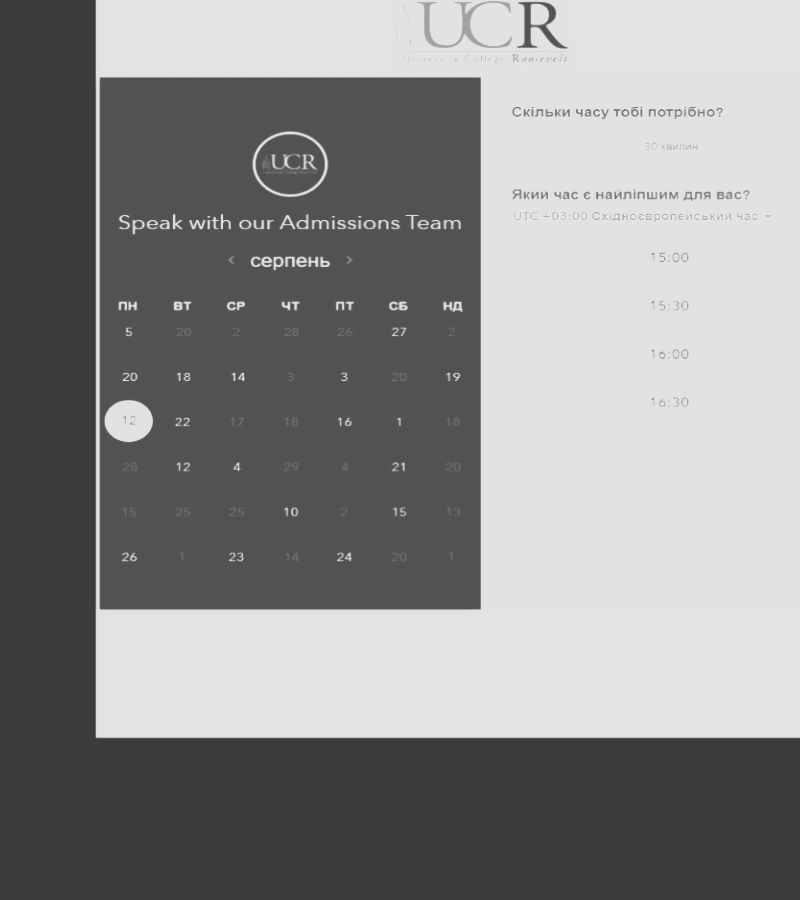 UCR
University College Roosevelt
UCR
Speak with our Admissions Team
< серпень >
ПН ВТ СР ЧТ ПТ СБ НД
5 20 2 28 26 27 2
20 18 14 3 3 20 19
12 22 17 18 16 1 18
28 12 4 29 4 21 20
15 25 25 10 2 15 13
26 1 23 14 24 20 1
Скільки часу тобі потрібно?
30 хвилин
Який час є найліпшим для вас?
UTC +03:00 Східноєвропейський час
15:00
15:30
16:00
16:30